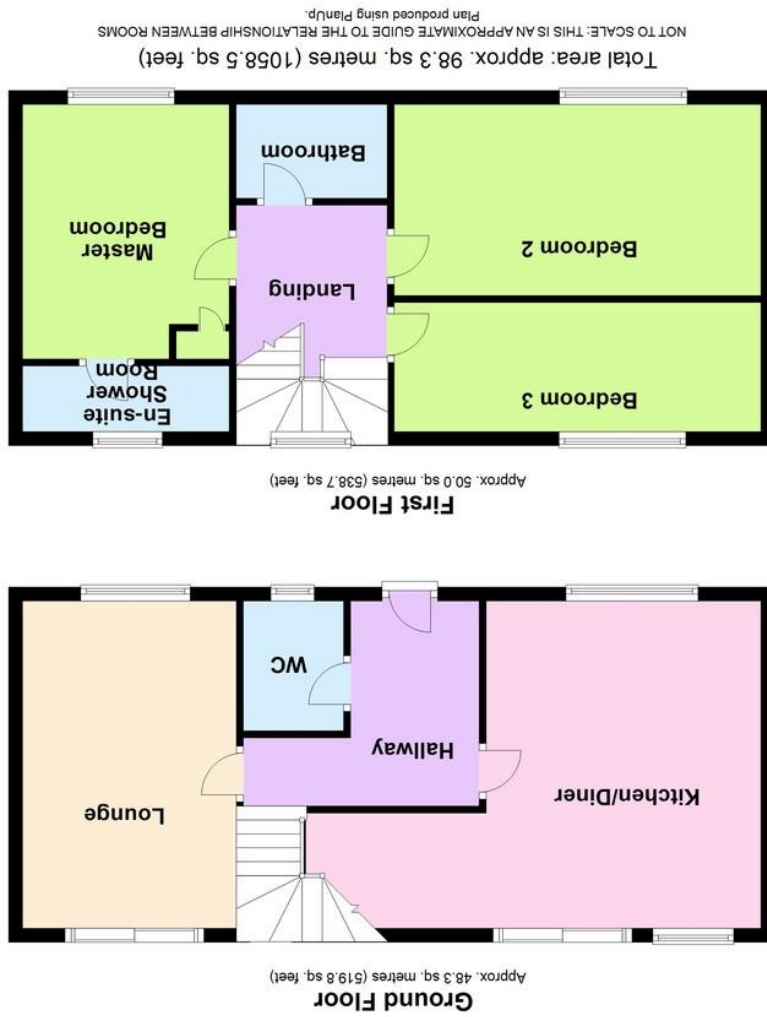 Ground Floor
Approx. 48.3 sq. metres (519.8 sq. feet)
Kitchen/Diner
Lounge
Hallway
WC
First Floor
Approx. 50.0 sq. metres (538.7 sq. feet)
Bedroom 3
En-suite
Shower
Room
Landing
Bedroom 2
Master
Bedroom
Bathroom
Total area: approx. 98.3 sq. metres (1058.5 sq. feet)
NOT TO SCALE: THIS IS AN APPROXIMATE GUIDE TO THE RELATIONSHIP BETWEEN ROOMS
Plan produced using PlanUp.